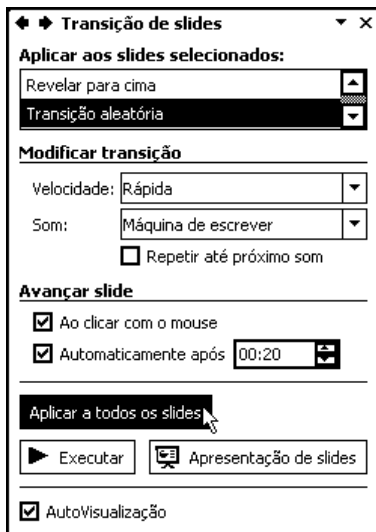 Transição de slides
Aplicar aos slides selecionados:
Revelar para cima
Transição aleatória
Modificar transição
Velocidade: Rápida
Som: Máquina de escrever
Repetir até próximo som
Avançar slide
Ao clicar com o mouse
Automaticamente após 00:20
Aplicar a todos os slides
Executar Apresentação de slides
AutoVisualização